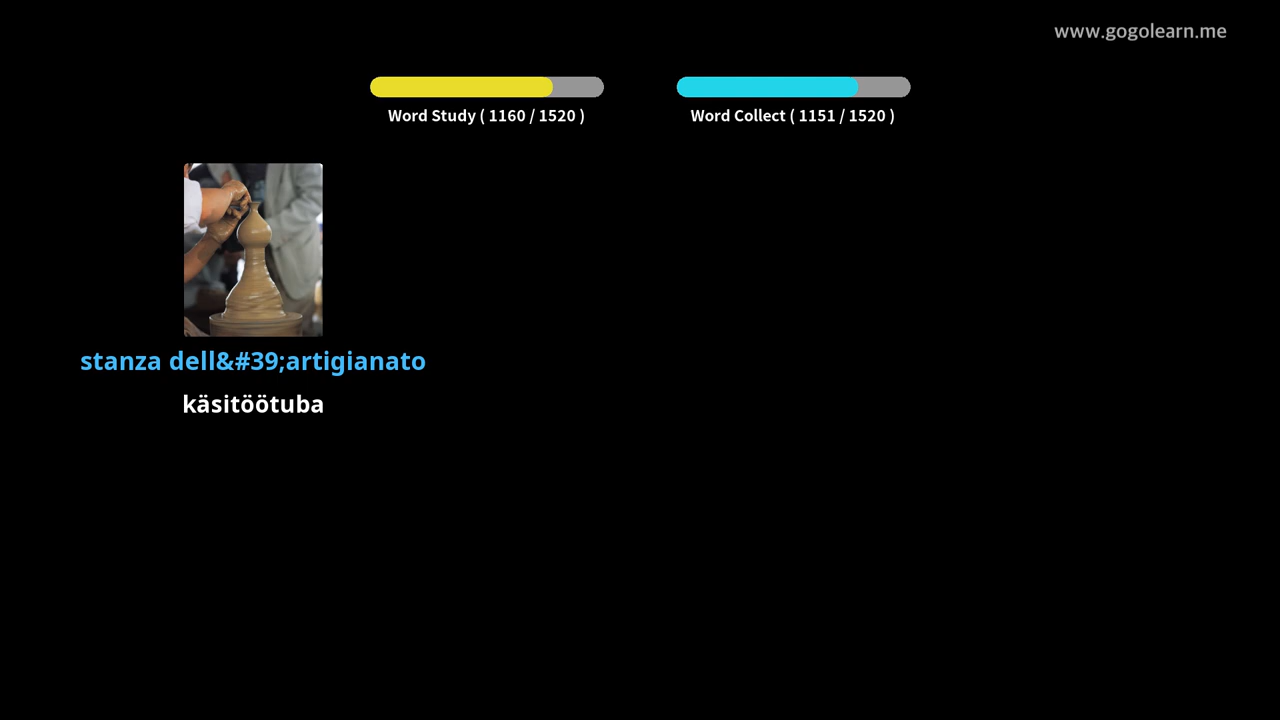 www.gogolearn.me
Word Study ( 1160 / 1520 )
Word Collect ( 1151 / 1520 )
stanza dell&#39;artigianato
käsitöötuba